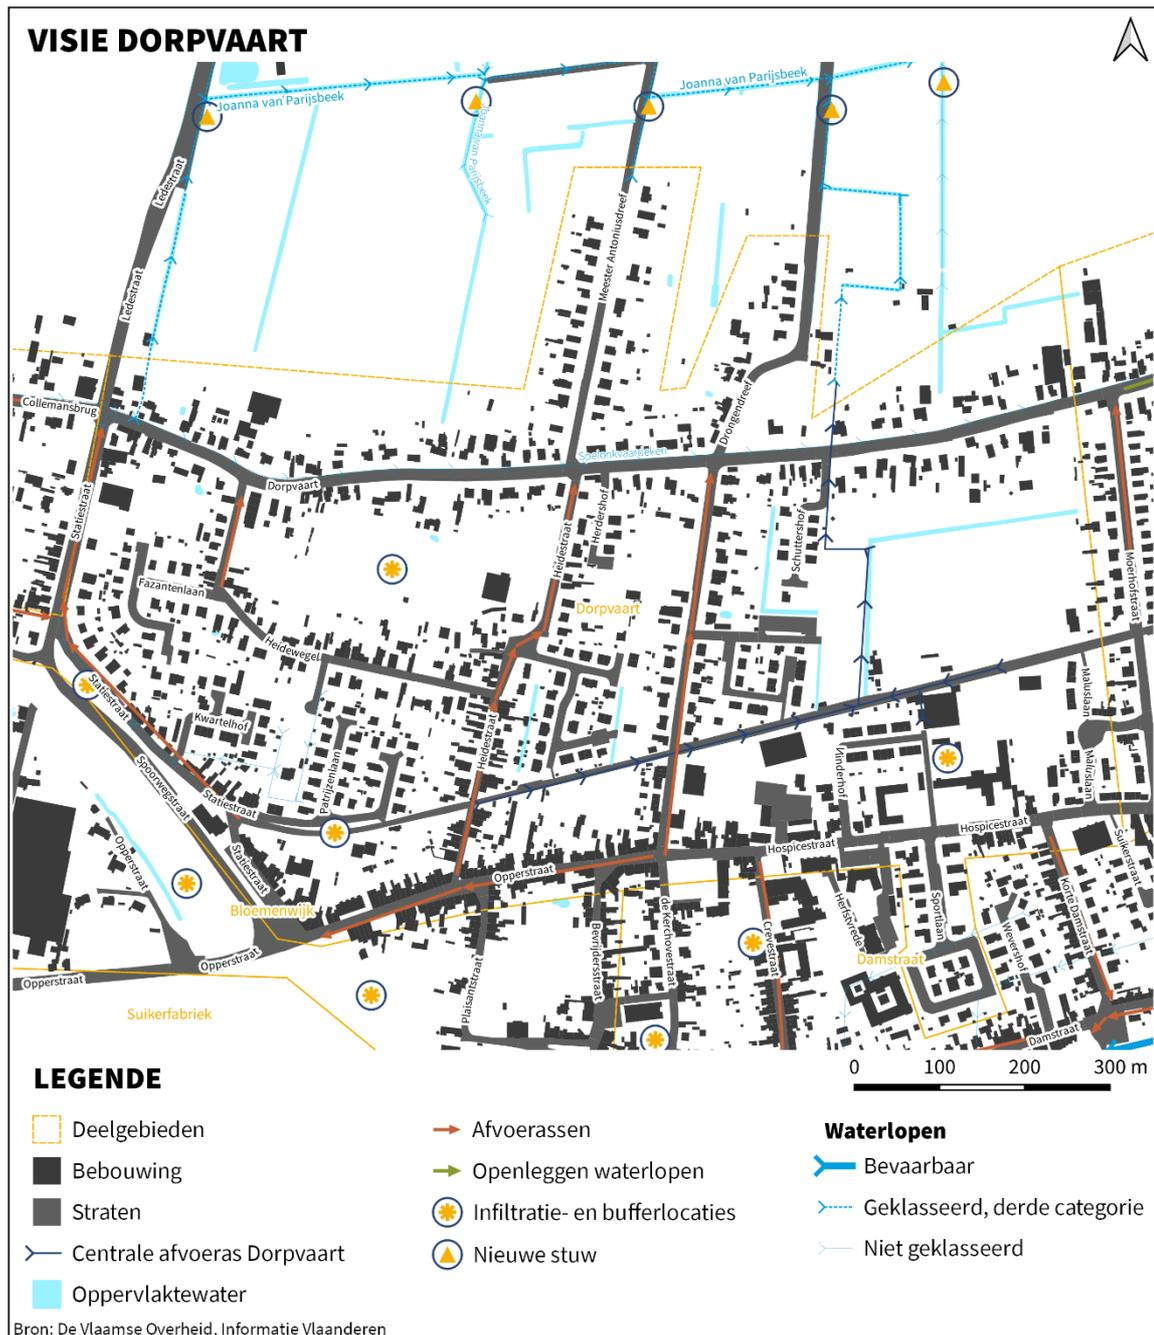 VISIE DORPVAART
Joanna van Parijsbeek
Joanna van Parijsbeek
Joanna van Parijsbeek
Ledestraat
Ledestraat
Meester Antoniusdreef
Drongendreef
Collemansbrug
Dorpvaart
Spelonkvaardeken
Statiestraat
Heidestraat
Herdershof
Schuttershof
Moerhofstraat
Fazantenlaan
Heidewegel
Dorpvaart
Statiestraat
Kwartelhof
Heidestraat
Maluslaan
Maluslaan
Spoorwegstraat
Patrijzenlaan
Vlinderhof
Statiestraat
Hospicestraat
Hospicestraat
Suikerstraat
Opperstraat
Statiestraat
Opperstraat
Bloemenwijk
de Kerchovestraat
Bevrijdersstraat
Crevestraat
Herfstvrede
Sportlaan
Wevershof
Korte Damstraat
Damstraat
Opperstraat
Opperstraat
Plaisantstraat
Suikerfabriek
Damstraat
0 100 200 300 m
LEGENDE
Deelgebieden
Bebouwing
Straten
Centrale afvoeras Dorpvaart
Oppervlaktewater
Afvoerassen
Openleggen waterlopen
Infiltratie- en bufferlocaties
Nieuwe stuw
Waterlopen
Bevaarbaar
Geklasseerd, derde categorie
Niet geklasseerd
Bron: De Vlaamse Overheid, Informatie Vlaanderen